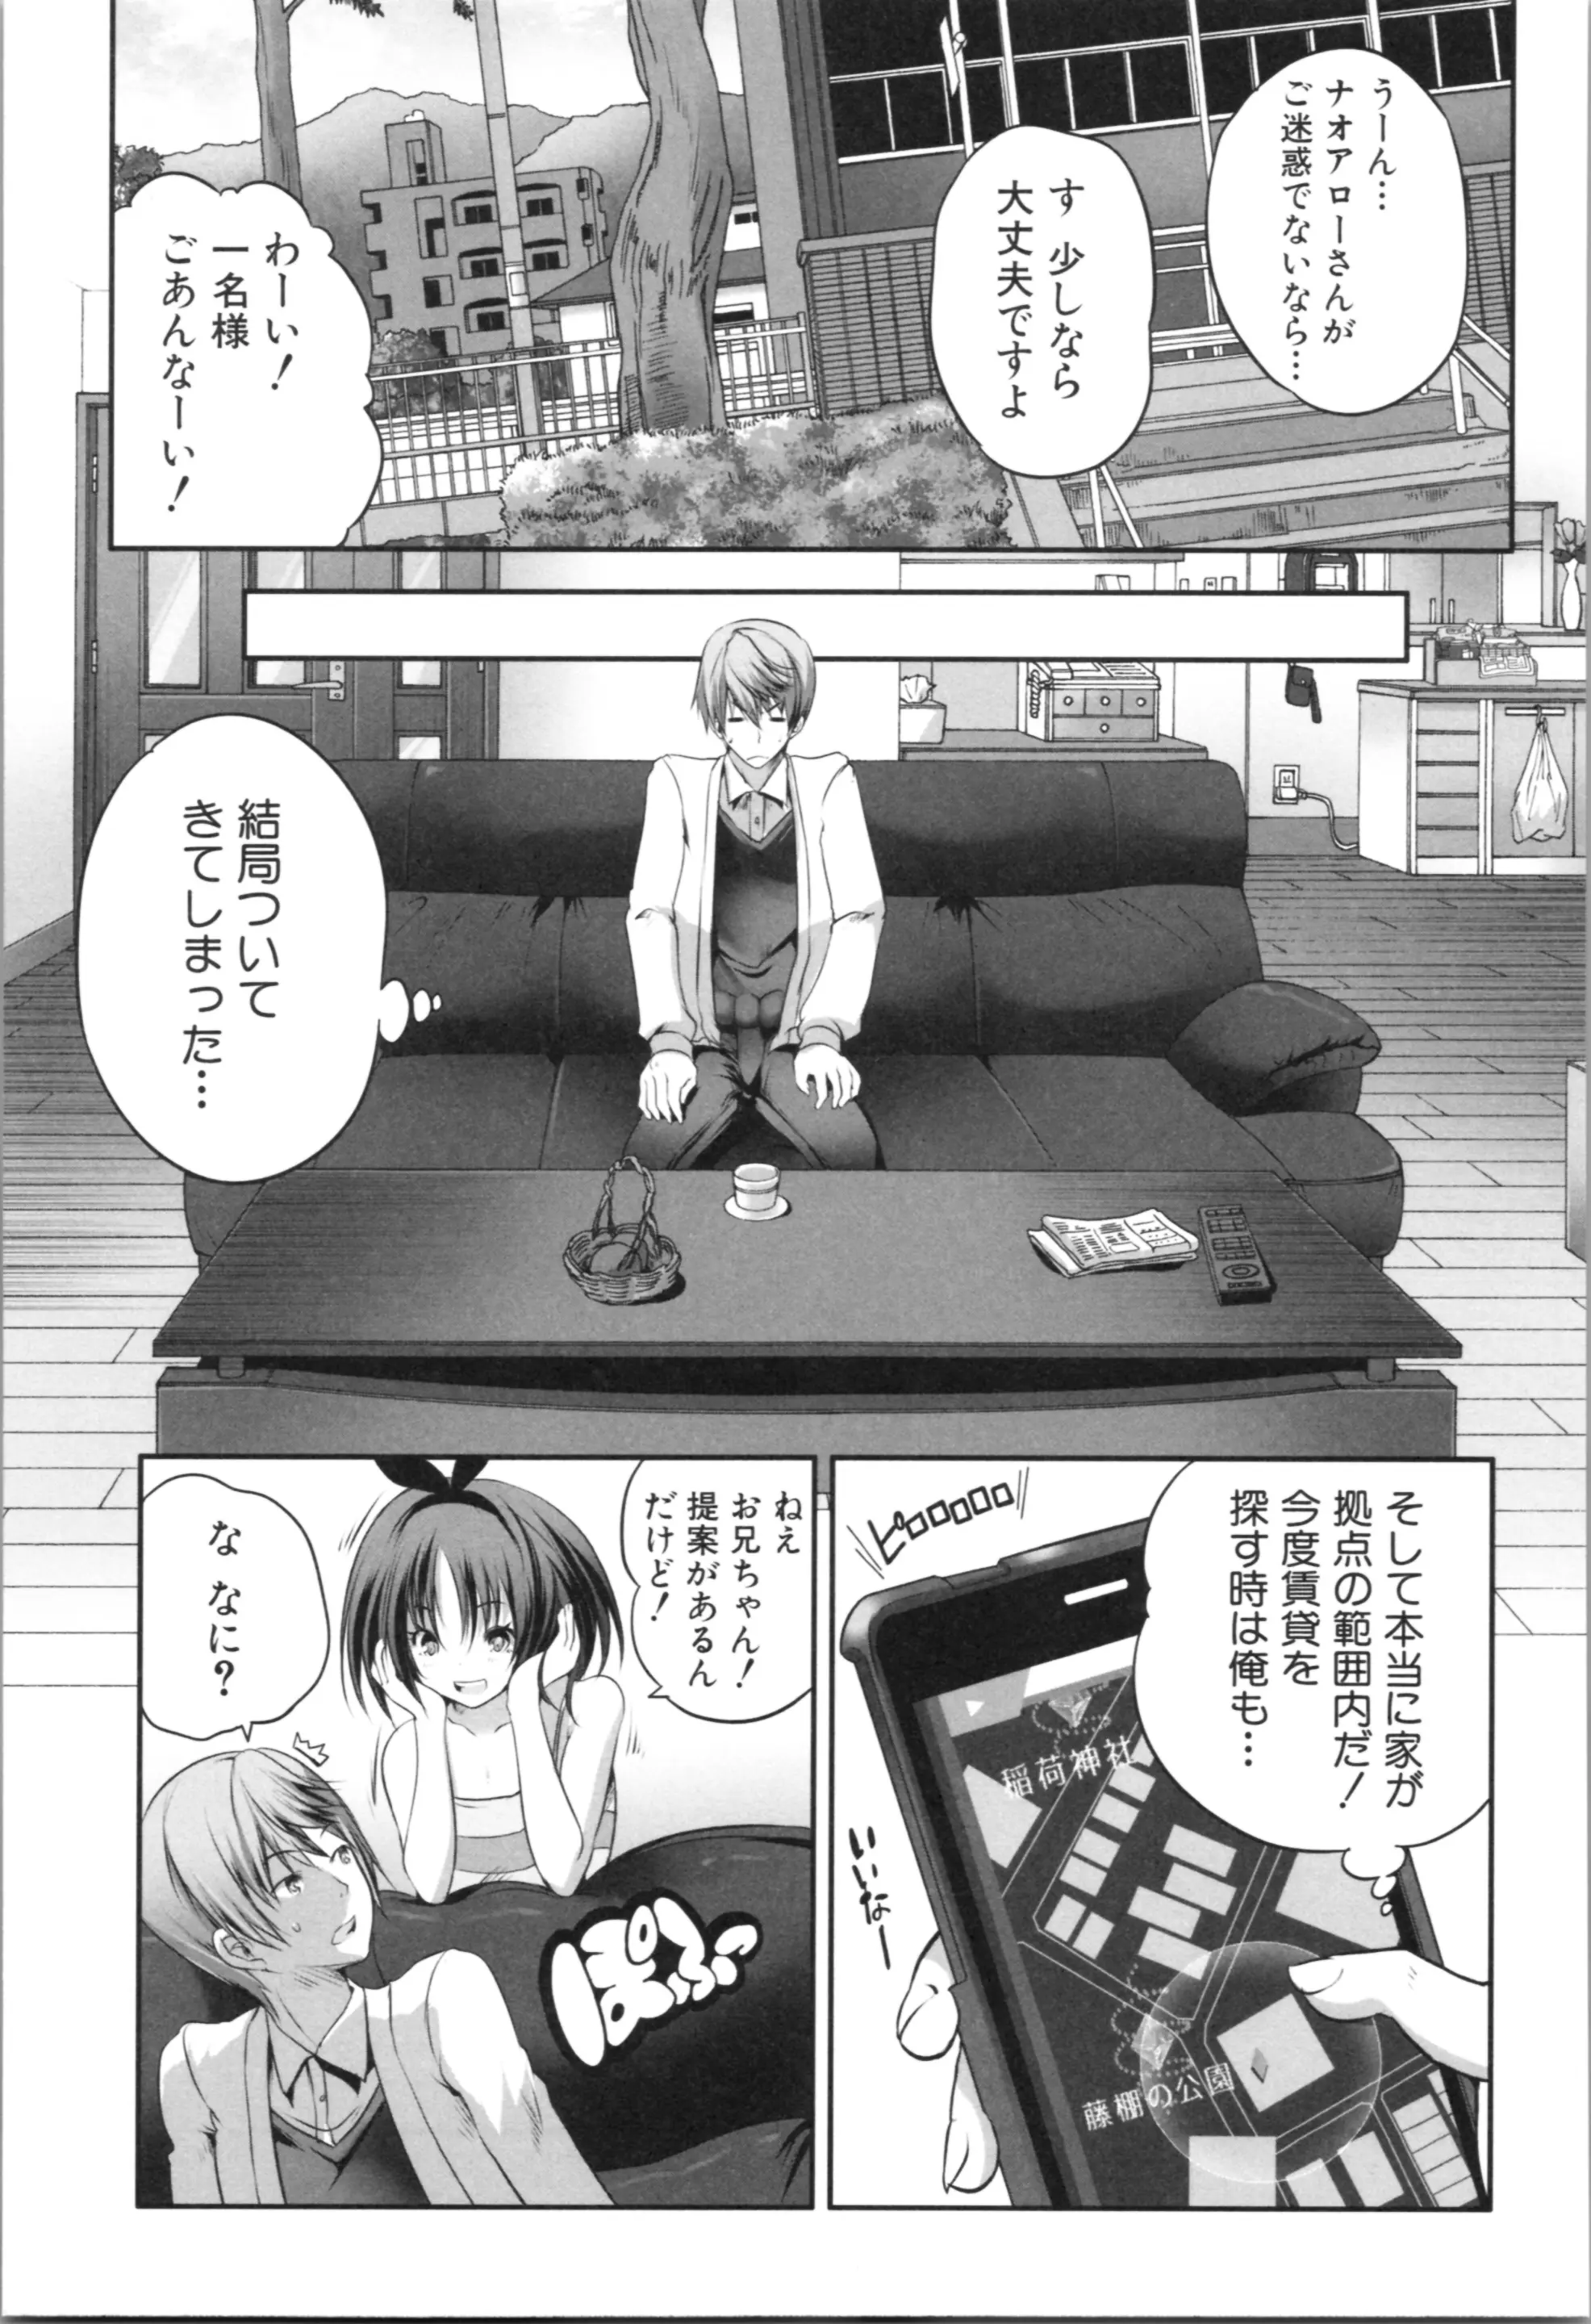 うーん…
ナオアローさんが
ご迷惑でないなら…
す 少しなら
大丈夫ですよ
わーい！
一名様
ごあんなーい！
結局ついて
きてしまった…
そして本当に家が
拠点の範囲内だ！
今度賃貸を
探す時は俺も…
ピロロロロロ
稲荷神社
藤棚の公園
いいなー
ねえ
お兄ちゃん！
提案があるん
だけど！
な なに？
ぽふっ